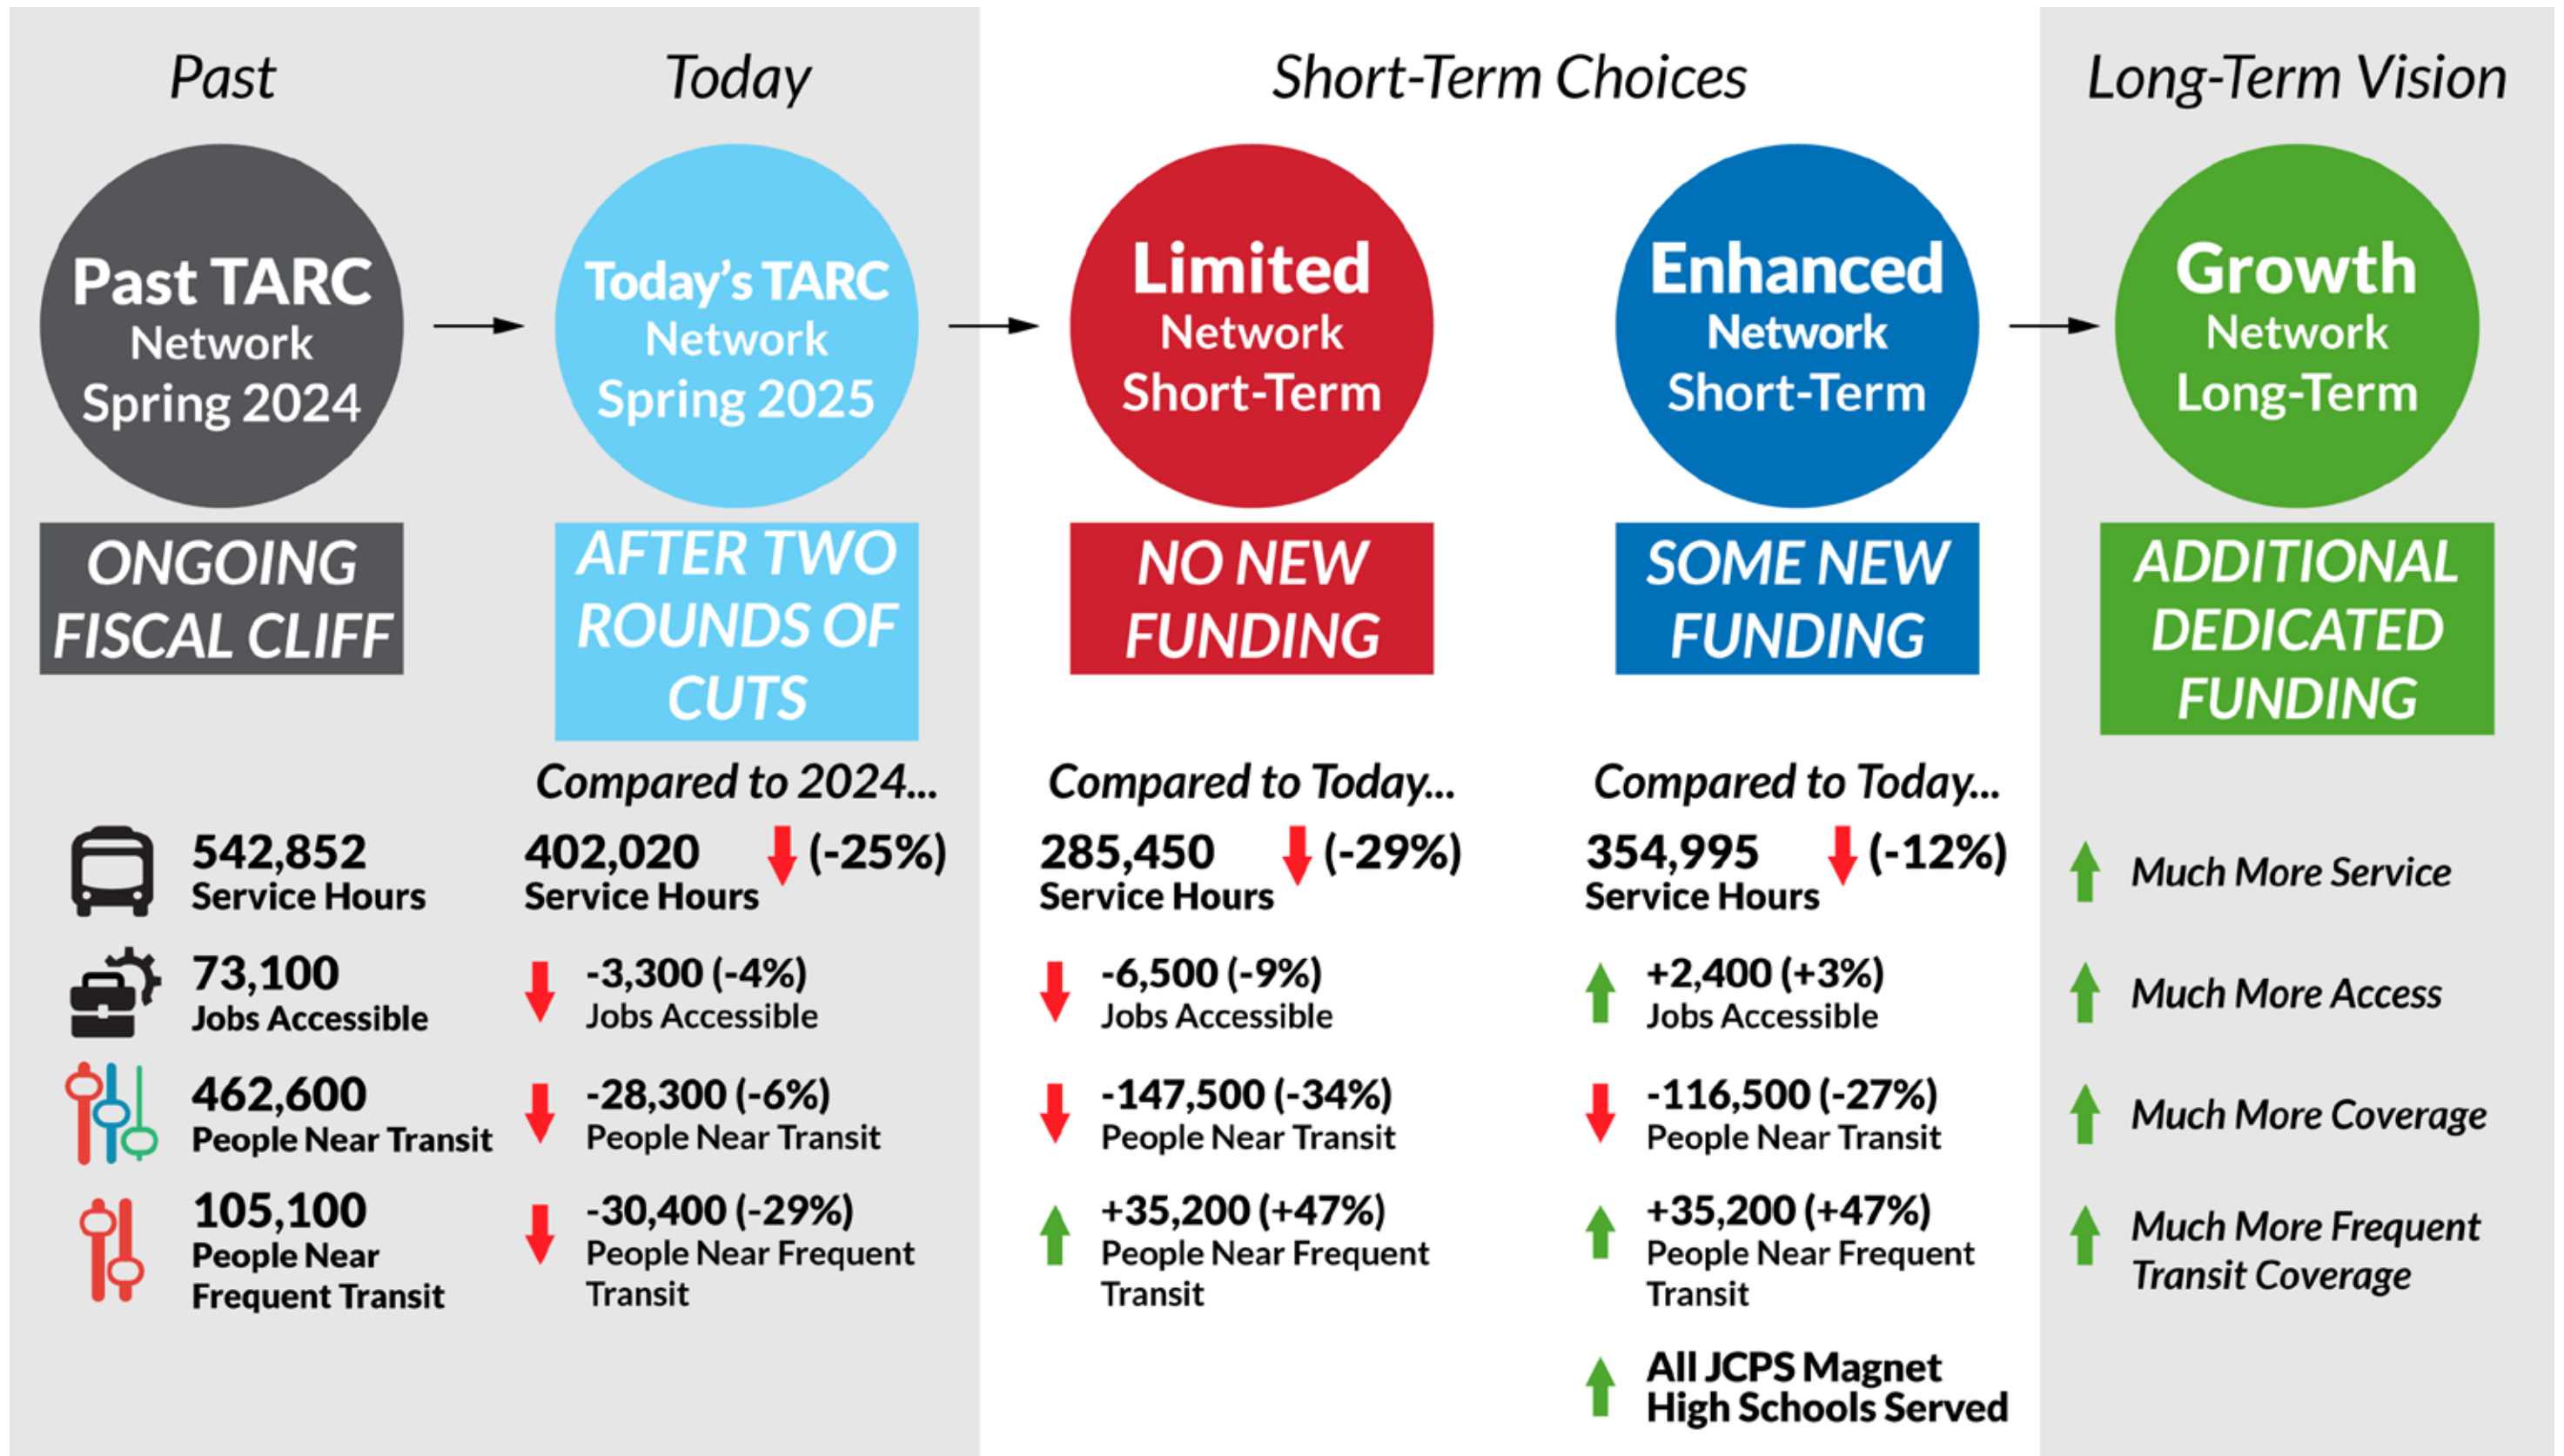 Past
Today
Short-Term Choices
Long-Term Vision
Past TARC
Network
Spring 2024
Today's TARC
Network
Spring 2025
Limited
Network
Short-Term
Enhanced
Network
Short-Term
Growth
Network
Long-Term
ONGOING
FISCAL CLIFF
AFTER TWO
ROUNDS OF
CUTS
NO NEW
FUNDING
SOME NEW
FUNDING
ADDITIONAL
DEDICATED
FUNDING
542,852
Service Hours
73,100
Jobs Accessible
462,600
People Near Transit
105,100
People Near
Frequent Transit
Compared to 2024...
402,020 (-25%)
Service Hours
-3,300 (-4%)
Jobs Accessible
-28,300 (-6%)
People Near Transit
-30,400 (-29%)
People Near Frequent
Transit
Compared to Today...
285,450 (-29%)
Service Hours
-6,500 (-9%)
Jobs Accessible
-147,500 (-34%)
People Near Transit
+35,200 (+47%)
People Near Frequent
Transit
Compared to Today...
354,995 (-12%)
Service Hours
+2,400 (+3%)
Jobs Accessible
-116,500 (-27%)
People Near Transit
+35,200 (+47%)
People Near Frequent
Transit
All JCPS Magnet
High Schools Served
Much More Service
Much More Access
Much More Coverage
Much More Frequent
Transit Coverage